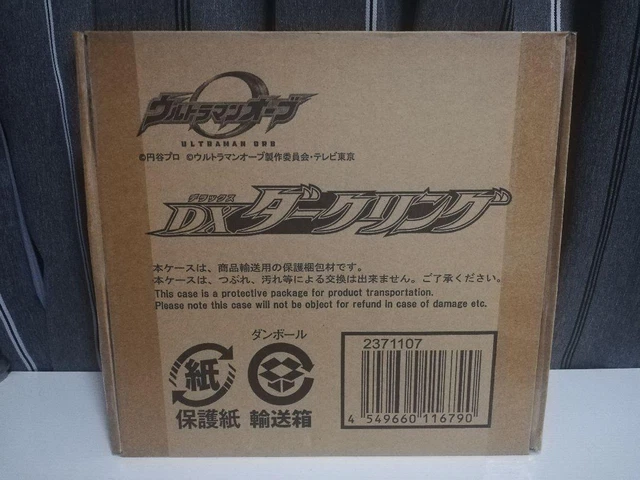 ウルトラマンオーブ
ULTRAMAN ORB
©円谷プロ ©ウルトラマンオーブ製作委員会・テレビ東京
デラックス
DXダークリング
本ケースは、商品輸送用の保護梱包材です。
本ケースは、つぶれ、汚れ等による交換は出来ません。ご了承ください。
This case is a protective package for product transportation.
Please note this case will not be object for refund in case of damage etc.
紙
保護紙
ダンボール
輸送箱
2371107
4 549660 116790